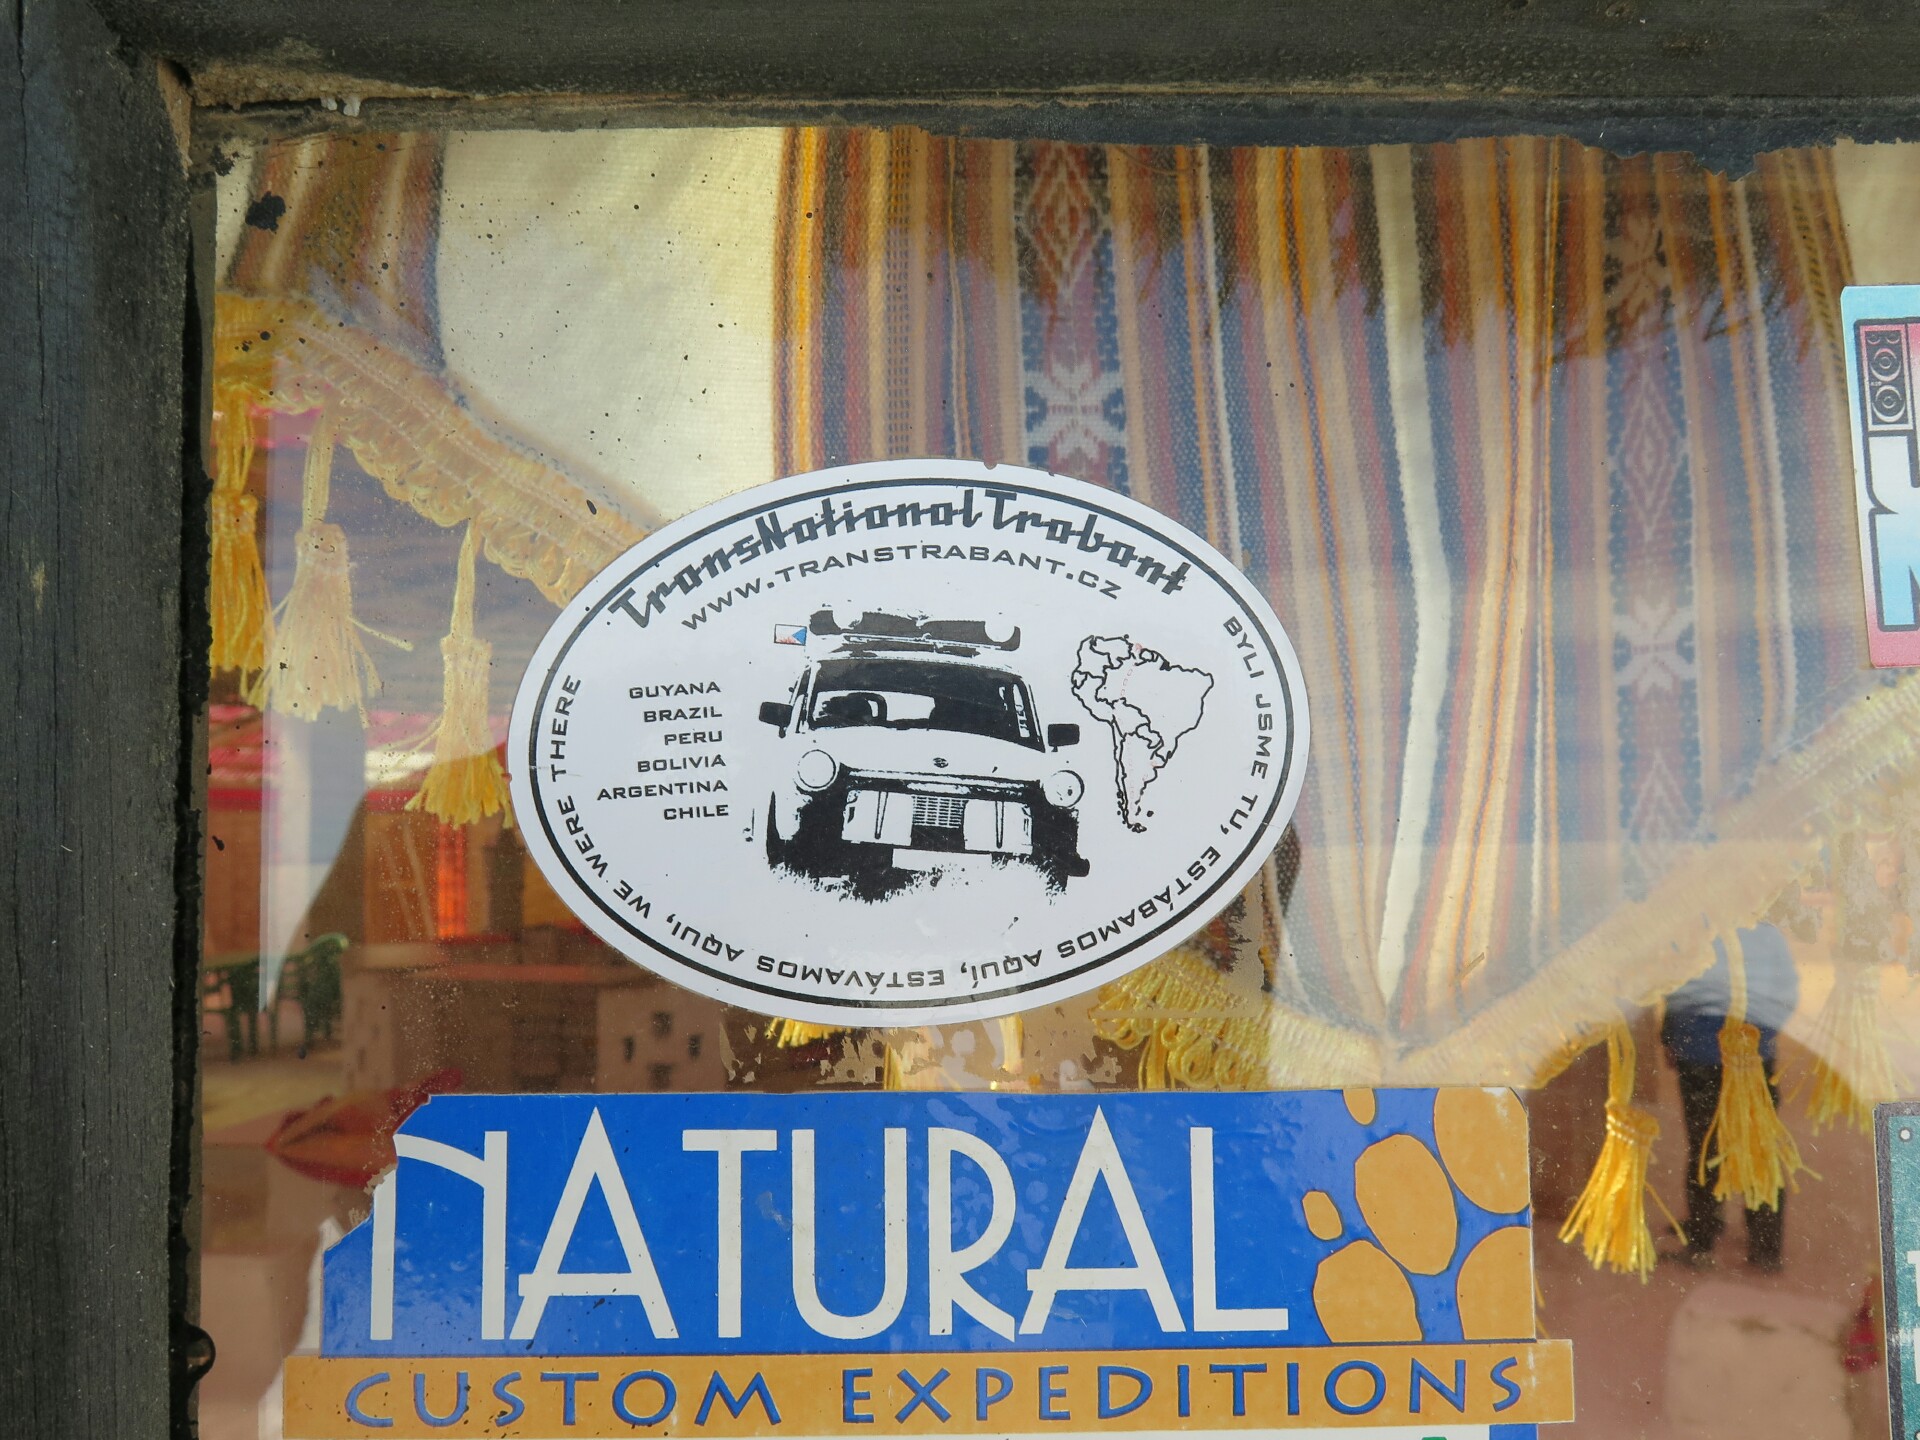 TransNationalTrabant
WWW.TRANSTRABANT.CZ
GUYANA
BRAZIL
PERU
BOLIVIA
ARGENTINA
CHILE
BYLI JSME TU, ESTÁBAMOS AQUÍ, ESTÁVAMOS AQUI, WE WERE THERE
NATURAL
CUSTOM EXPEDITIONS